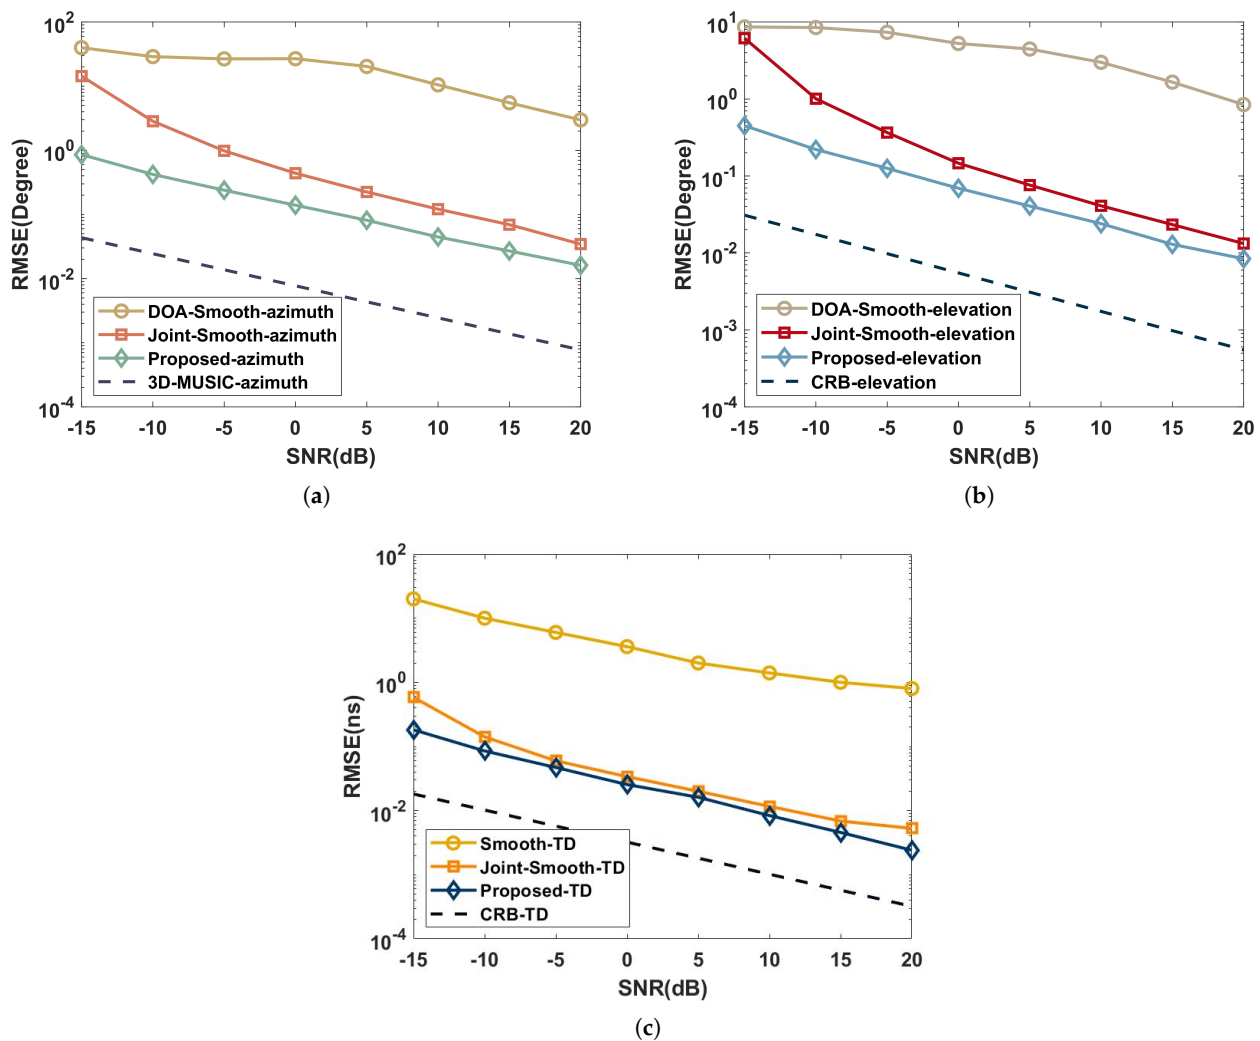 10^2
10^0
10^-2
10^-4
RMSE(Degree)
DOA-Smooth-azimuth
Joint-Smooth-azimuth
Proposed-azimuth
3D-MUSIC-azimuth
-15 -10 -5 0 5 10 15 20
SNR(dB)
(a)
10^1
10^0
10^-1
10^-2
10^-3
10^-4
RMSE(Degree)
DOA-Smooth-elevation
Joint-Smooth-elevation
Proposed-elevation
CRB-elevation
-15 -10 -5 0 5 10 15 20
SNR(dB)
(b)
10^2
10^0
10^-2
10^-4
RMSE(ns)
Smooth-TD
Joint-Smooth-TD
Proposed-TD
CRB-TD
-15 -10 -5 0 5 10 15 20
SNR(dB)
(c)